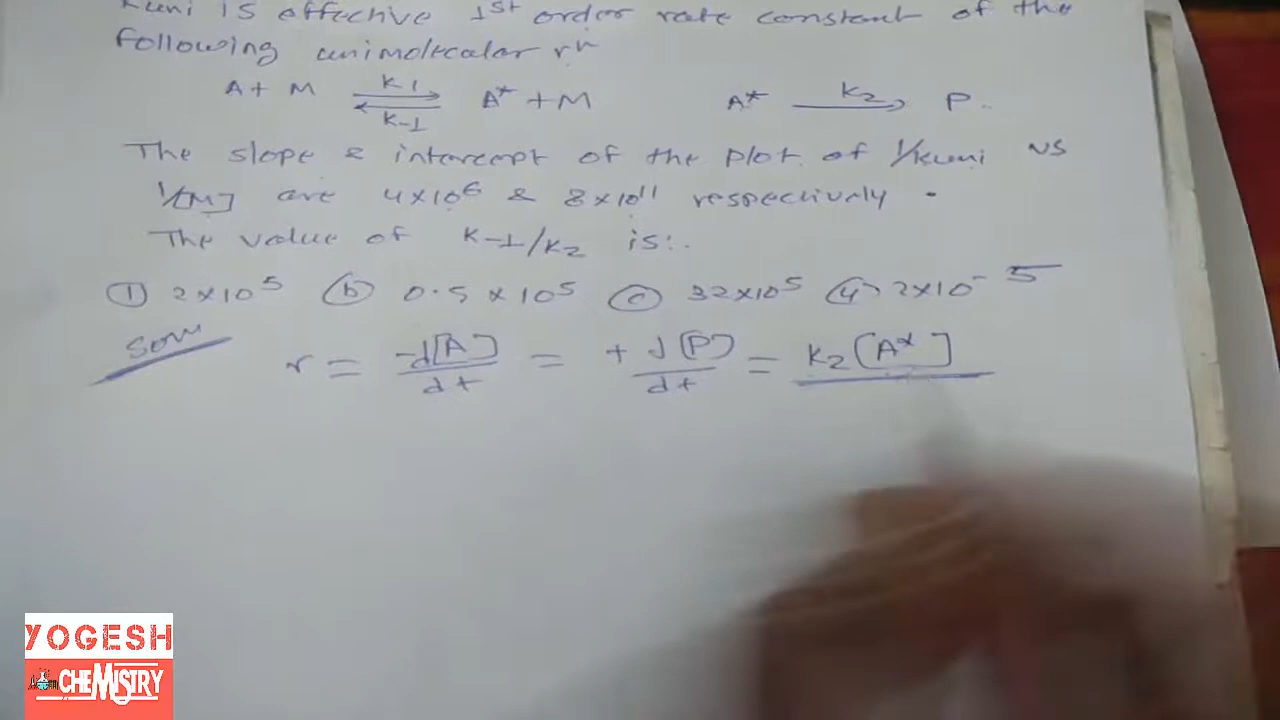 Kuni is effective 1st order rate constant of the
following unimolecular rxn
A + M ⇌ A* + M A* → P.
K1 K-1 K2
The slope & intercept of the plot of 1/Kuni vs
1/[M] are 4×10^6 & 8×10^11 respectively.
The value of K-1/K2 is:.
① 2×10^5 ⓑ 0.5×10^5 ⓒ 32×10^5 ④ 2×10^-5
Soln
r = -d[A]/dt = +d[P]/dt = K2[A*]
YOGESH
CHEMISTRY